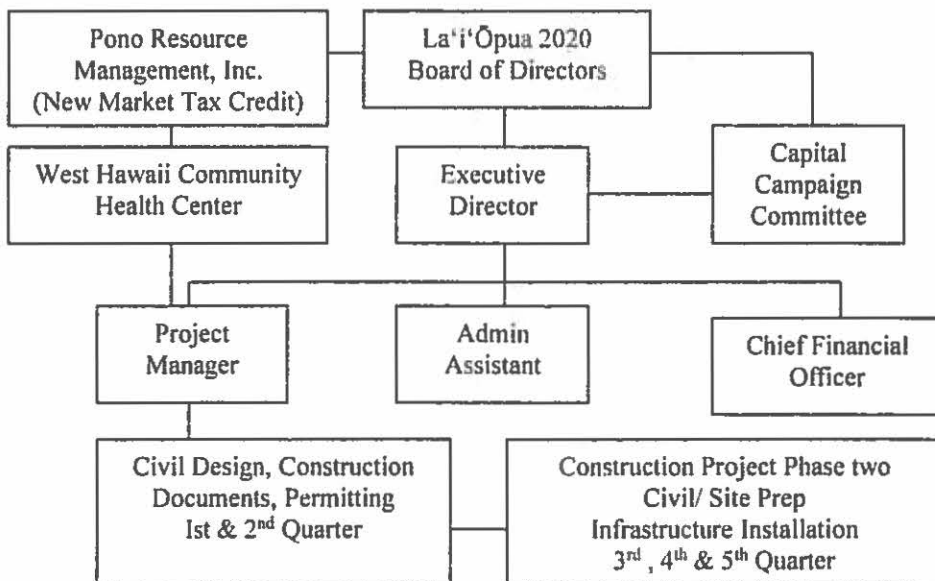 Pono Resource
Management, Inc.
(New Market Tax Credit)
La‘i‘Ōpua 2020
Board of Directors
West Hawaii Community
Health Center
Executive
Director
Capital
Campaign
Committee
Project
Manager
Admin
Assistant
Chief Financial
Officer
Civil Design, Construction
Documents, Permitting
Ist & 2nd Quarter
Construction Project Phase two
Civil/ Site Prep
Infrastructure Installation
3rd , 4th & 5th Quarter